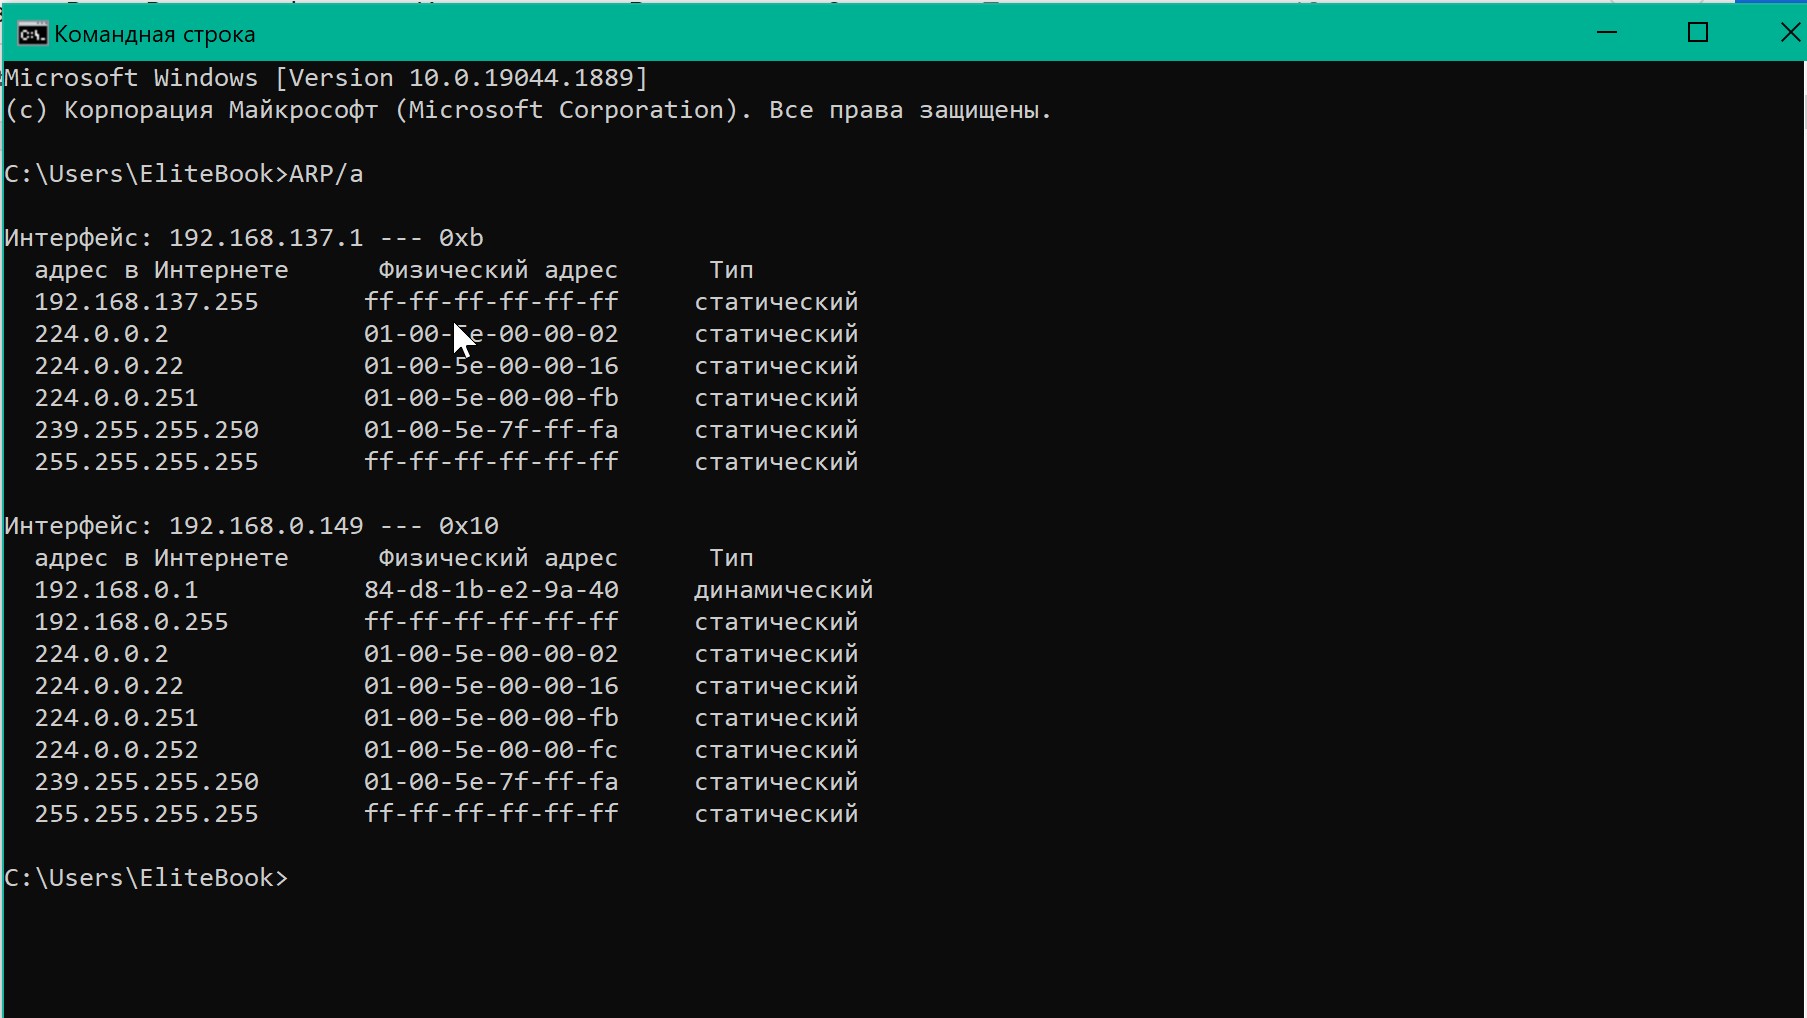 Командная строка
Microsoft Windows [Version 10.0.19044.1889]
(c) Корпорация Майкрософт (Microsoft Corporation). Все права защищены.
C:\Users\EliteBook>ARP/a
Интерфейс: 192.168.137.1 --- 0xb
адрес в Интернете Физический адрес Тип
192.168.137.255 ff-ff-ff-ff-ff-ff статический
224.0.0.2 01-00-5e-00-00-02 статический
224.0.0.22 01-00-5e-00-00-16 статический
224.0.0.251 01-00-5e-00-00-fb статический
239.255.255.250 01-00-5e-7f-ff-fa статический
255.255.255.255 ff-ff-ff-ff-ff-ff статический
Интерфейс: 192.168.0.149 --- 0x10
адрес в Интернете Физический адрес Тип
192.168.0.1 84-d8-1b-e2-9a-40 динамический
192.168.0.255 ff-ff-ff-ff-ff-ff статический
224.0.0.2 01-00-5e-00-00-02 статический
224.0.0.22 01-00-5e-00-00-16 статический
224.0.0.251 01-00-5e-00-00-fb статический
224.0.0.252 01-00-5e-00-00-fc статический
239.255.255.250 01-00-5e-7f-ff-fa статический
255.255.255.255 ff-ff-ff-ff-ff-ff статический
C:\Users\EliteBook>